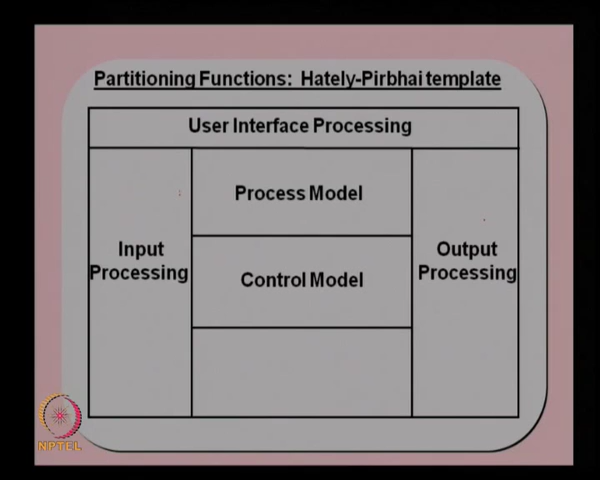 Partitioning Functions: Hately-Pirbhai template
User Interface Processing
Process Model
Input
Processing
Control Model
Output
Processing
NPTEL